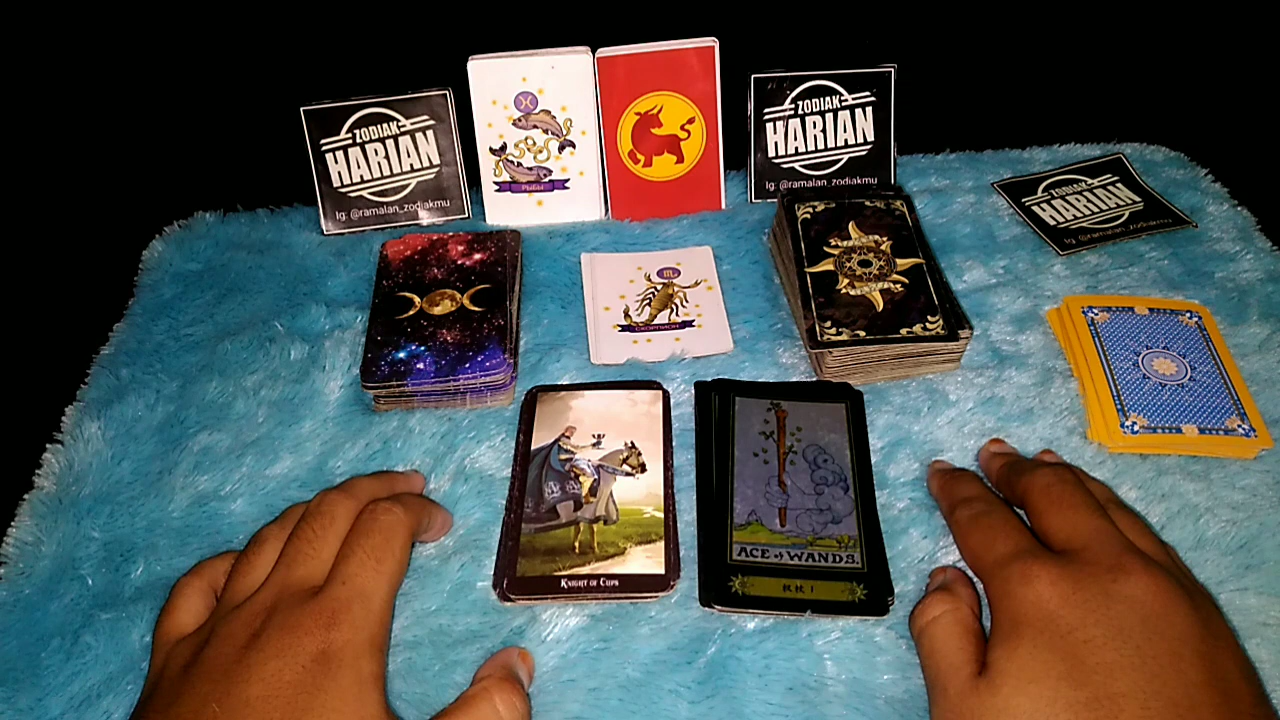 ZODIAK
HARIAN
Ig: @ramalan_zodiakmu
ZODIAK
HARIAN
Ig: @ramalan_zodiakmu
ZODIAK
HARIAN
Ig: @ramalan_zodiakmu
СКОРПИОН
KNIGHT OF CUPS
ACE of WANDS.